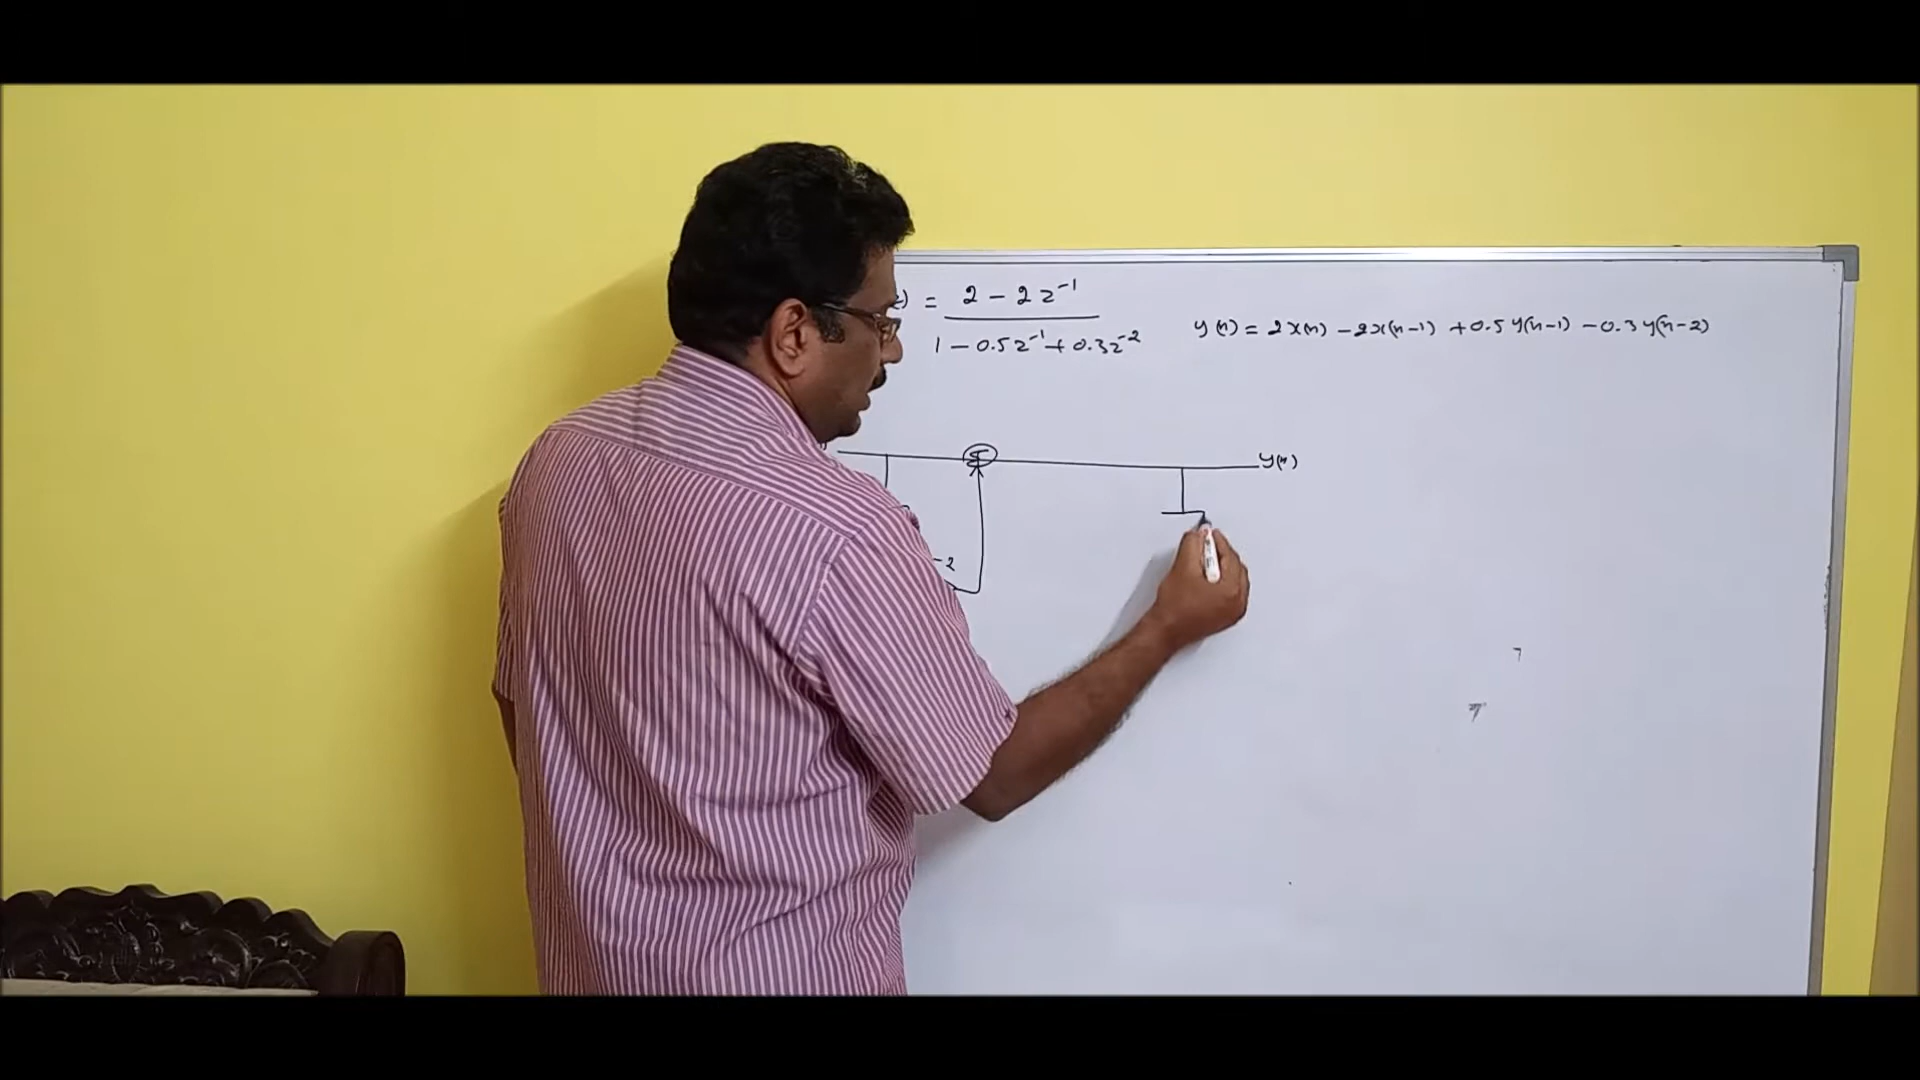 z) = 2 - 2z⁻¹
1 - 0.5z⁻¹ + 0.3z⁻²
y(n) = 2x(n) - 2x(n-1) + 0.5y(n-1) - 0.3y(n-2)
Σ
y(n)
-2